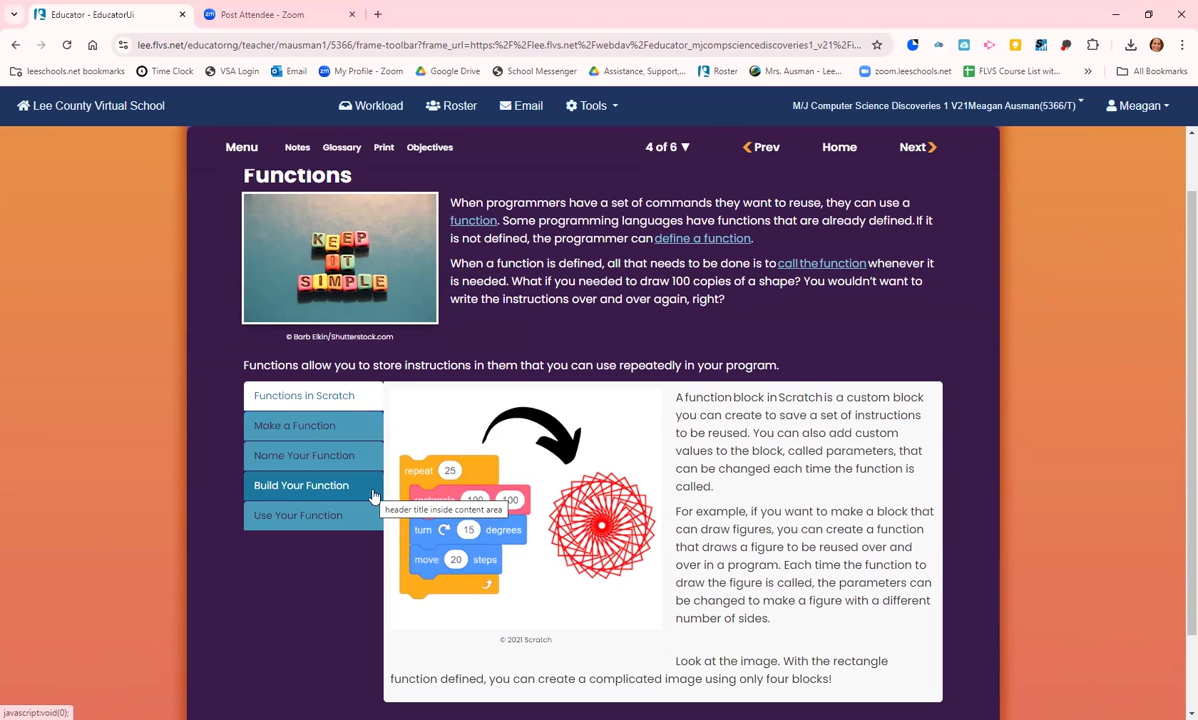 Educator - EducatorUi
Post Attendee - Zoom
lee.flvs.net/educatorng/teacher/mausman1/5366/frame-toolbar?frame_url=https:%2F%2Flee.flvs.net%2Fwebdav%2Feducator_mjcompsciencediscoveries1_v21%2Fi...
leeschools.net bookmarks
Time Clock
VSA Login
Email
My Profile - Zoom
Google Drive
School Messenger
Assistance, Support,...
Roster
Mrs. Ausman - Lee...
zoom.leeschools.net
FLVS Course List wit...
All Bookmarks
Lee County Virtual School
Workload
Roster
Email
Tools
M/J Computer Science Discoveries 1 V21Meagan Ausman(5366/T)
Meagan
Menu
Notes
Glossary
Print
Objectives
4 of 6
Prev
Home
Next
Functions
KEEP
IT
SIMPLE
© Barb Elkin/Shutterstock.com
When programmers have a set of commands they want to reuse, they can use a
function. Some programming languages have functions that are already defined. If it
is not defined, the programmer can define a function.
When a function is defined, all that needs to be done is to call the function whenever it
is needed. What if you needed to draw 100 copies of a shape? You wouldn't want to
write the instructions over and over again, right?
Functions allow you to store instructions in them that you can use repeatedly in your program.
Functions in Scratch
Make a Function
Name Your Function
Build Your Function
Use Your Function
repeat 25
rectangle 100 100
header title inside content area
turn 15 degrees
move 20 steps
© 2021 Scratch
A function block in Scratch is a custom block
you can create to save a set of instructions
to be reused. You can also add custom
values to the block, called parameters, that
can be changed each time the function is
called.
For example, if you want to make a block that
can draw figures, you can create a function
that draws a figure to be reused over and
over in a program. Each time the function to
draw the figure is called, the parameters can
be changed to make a figure with a different
number of sides.
Look at the image. With the rectangle
function defined, you can create a complicated image using only four blocks!
javascript:void(0);